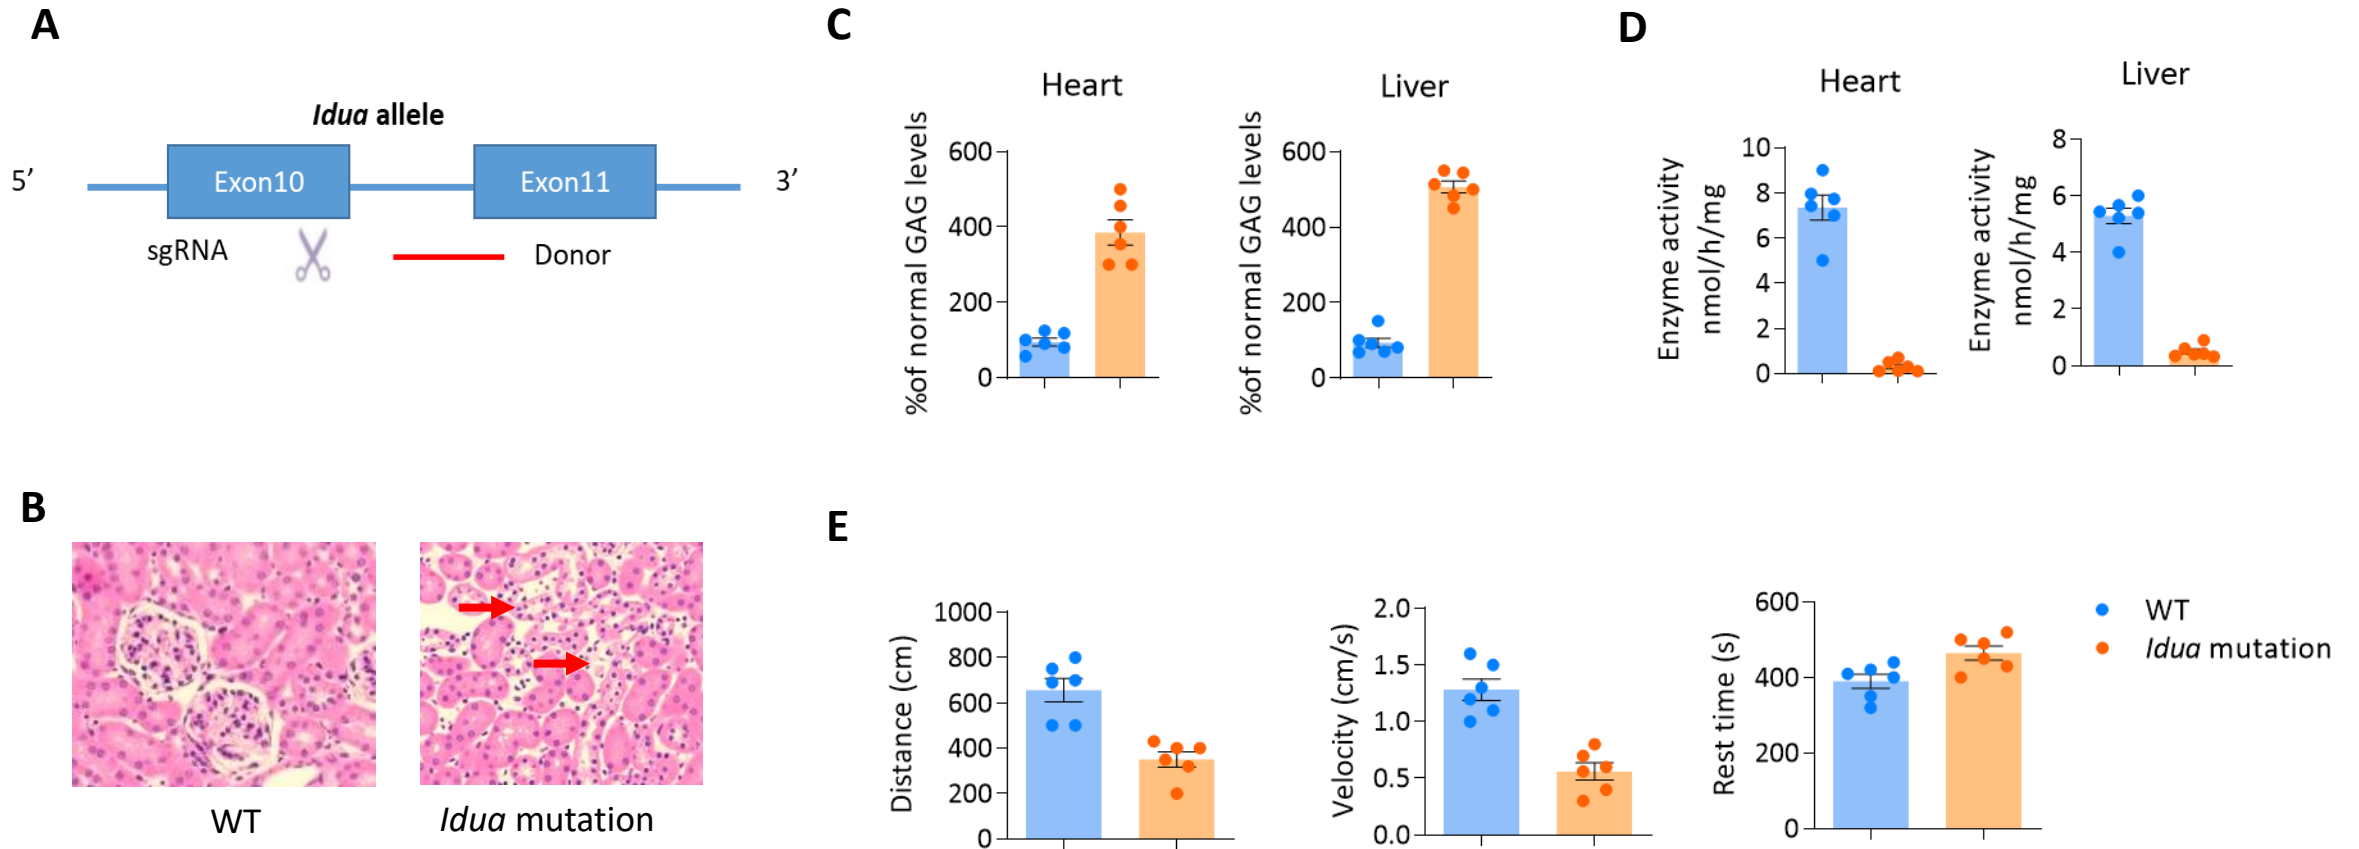 A
Idua allele
5’
Exon10
Exon11
3’
sgRNA
Donor
B
WT
Idua mutation
C
Heart
%of normal GAG levels
600
400
200
0
Liver
%of normal GAG levels
600
400
200
0
D
Heart
Enzyme activity
nmol/h/mg
10
8
6
4
2
0
Liver
Enzyme activity
nmol/h/mg
8
6
4
2
0
E
Distance (cm)
1000
800
600
400
200
0
Velocity (cm/s)
2.0
1.5
1.0
0.5
0.0
Rest time (s)
600
400
200
0
WT
Idua mutation